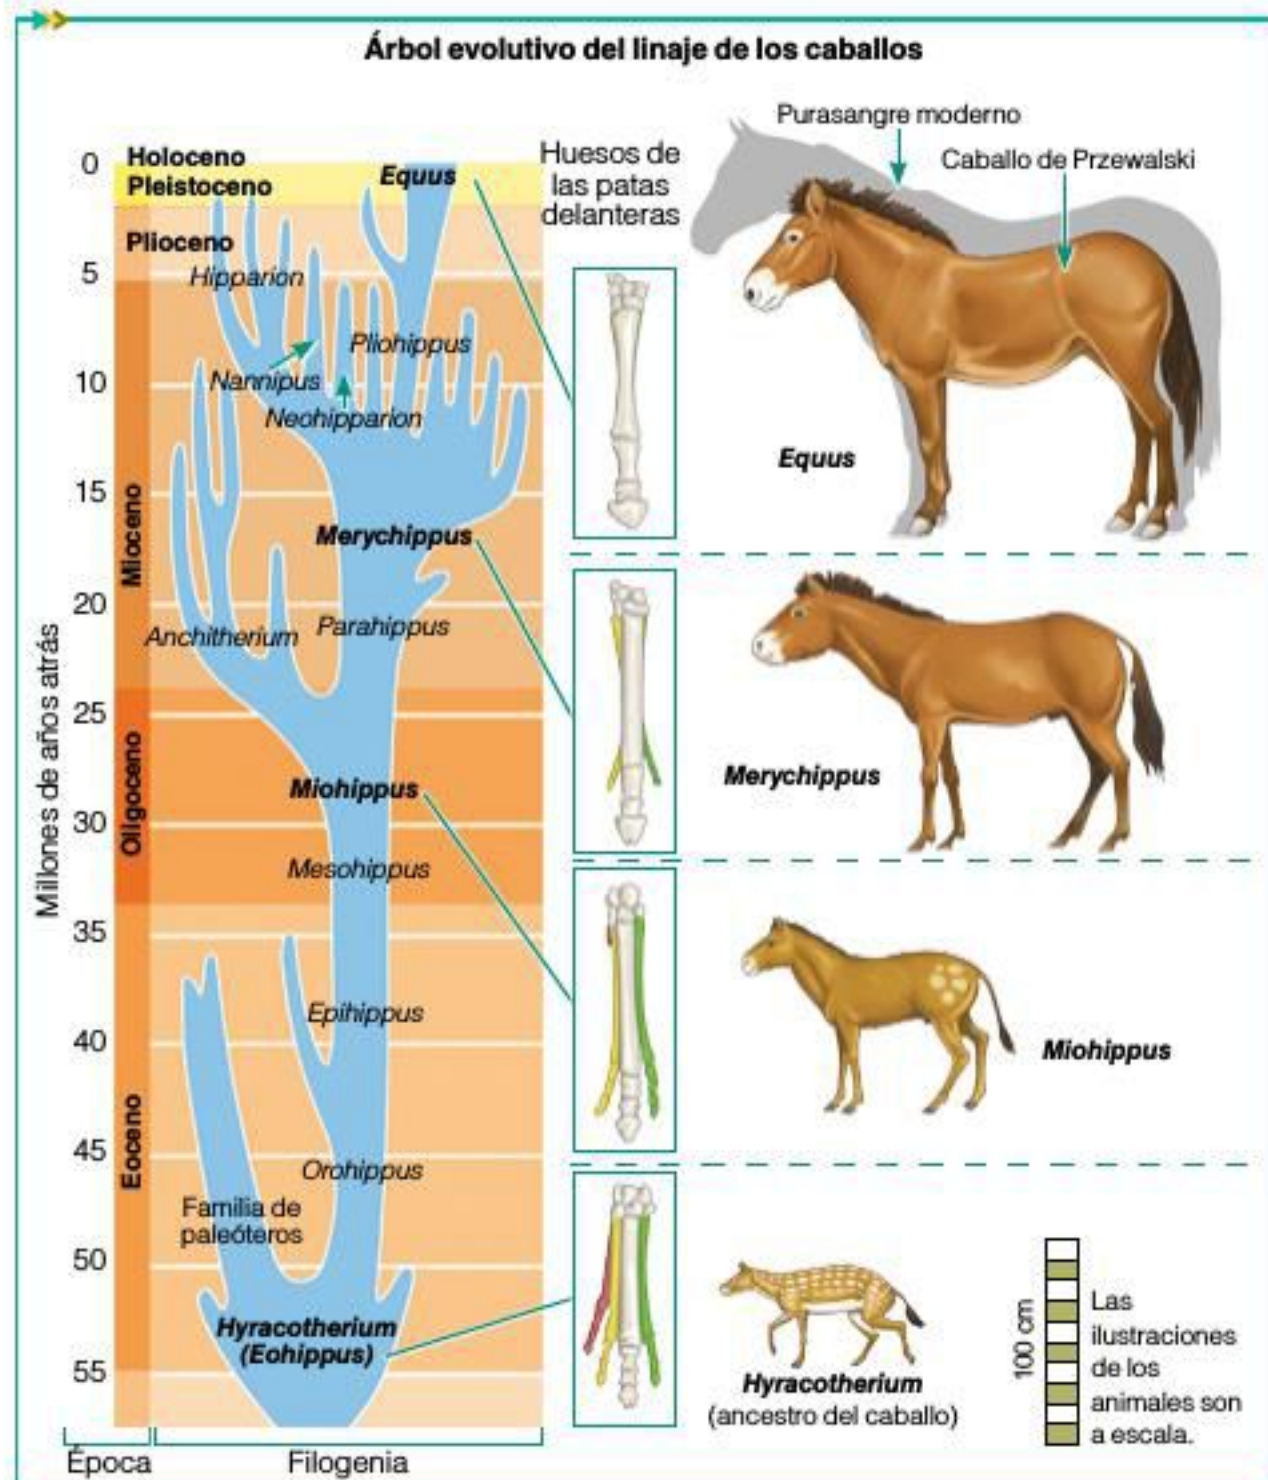 Árbol evolutivo del linaje de los caballos
Millones de años atrás
0
5
10
15
20
25
30
35
40
45
50
55
Holoceno
Pleistoceno
Plioceno
Mioceno
Oligoceno
Eoceno
Equus
Hipparion
Pliohippus
Nannipus
Neohipparion
Merychippus
Anchitherium
Parahippus
Miohippus
Mesohippus
Epihippus
Orohippus
Familia de
paleóteros
Hyracotherium
(Eohippus)
Época
Filogenia
Huesos de
las patas
delanteras
Purasangre moderno
Caballo de Przewalski
Equus
Merychippus
Miohippus
Hyracotherium
(ancestro del caballo)
100 cm
Las
ilustraciones
de los
animales son
a escala.